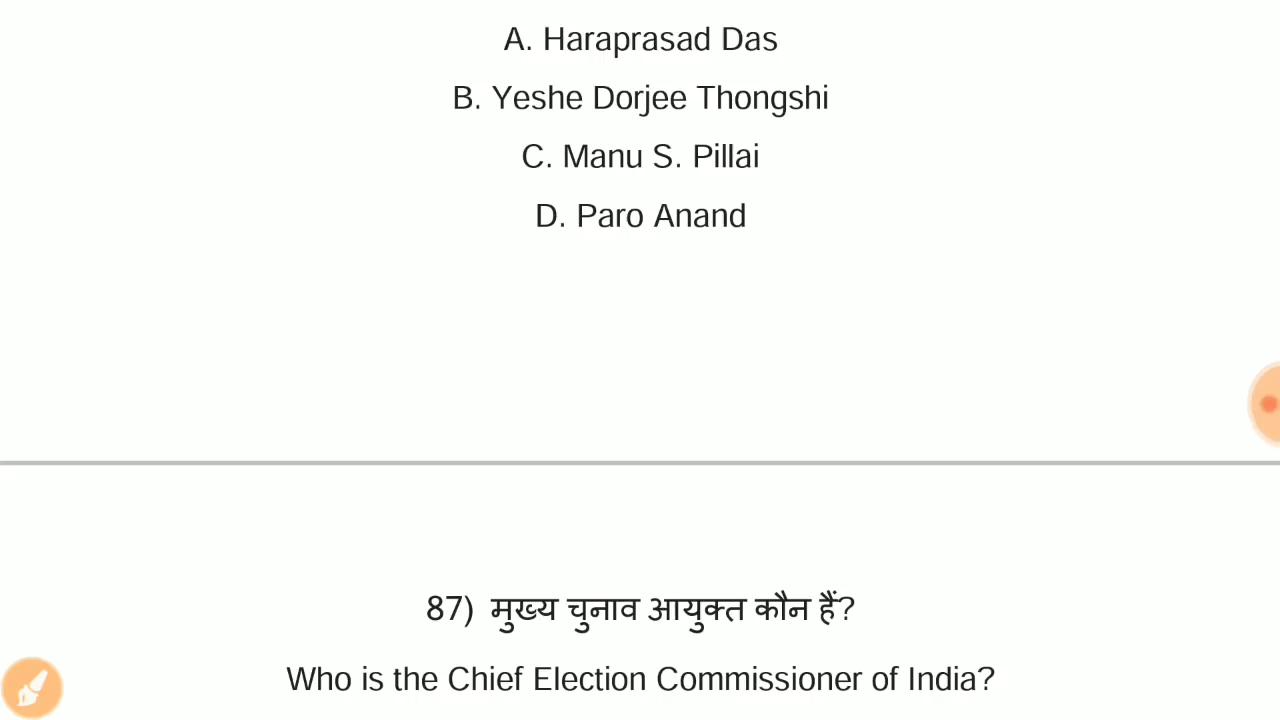 A. Haraprasad Das
B. Yeshe Dorjee Thongshi
C. Manu S. Pillai
D. Paro Anand
87) मुख्य चुनाव आयुक्त कौन हैं?
Who is the Chief Election Commissioner of India?